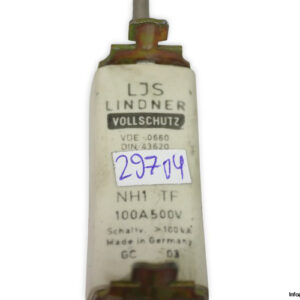 LJS
LINDNER
VOLLSCHUTZ
VDE 0660
DIN 43620
29704
NH1 TF
100A 500V
Schaltv. >100kA
Made in Germany
GC 03